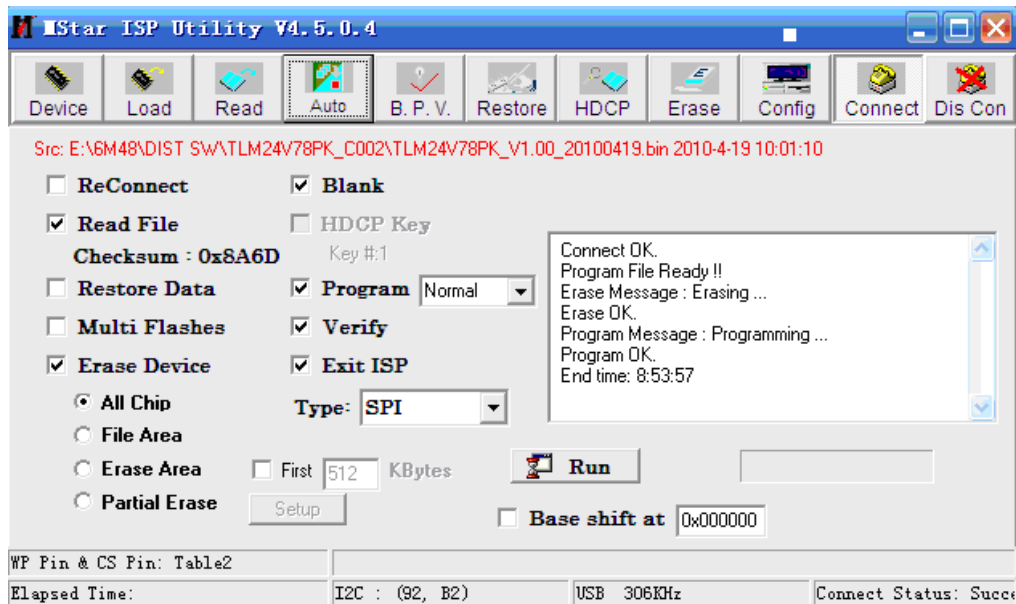 MStar ISP Utility V4.5.0.4
Device Load Read Auto B. P. V. Restore HDCP Erase Config Connect Dis Con
Src: E:\6M48\DIST SW\TLM24V78PK_C002\TLM24V78PK_V1.00_20100419.bin 2010-4-19 10:01:10
ReConnect Blank
Read File HDCP Key
Checksum : 0x8A6D Key #:1
Restore Data Program Normal
Multi Flashes Verify
Erase Device Exit ISP
All Chip Type: SPI
File Area
Erase Area First 512 KBytes
Partial Erase Setup
Connect OK.
Program File Ready !!
Erase Message : Erasing ...
Erase OK.
Program Message : Programming ...
Program OK.
End time: 8:53:57
Run
Base shift at 0x000000
WP Pin & CS Pin: Table2
Elapsed Time: I2C : (92, B2) USB 306KHz Connect Status: Succe